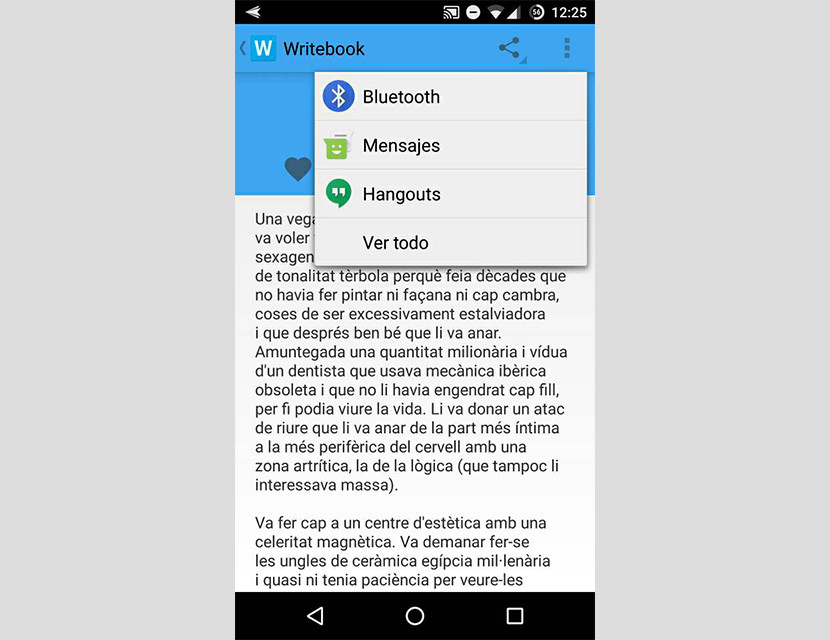 56 12:25
W Writebook
Bluetooth
Mensajes
Hangouts
Ver todo
Una
va voler
de tonalitat tèrbola perquè feia dècades que
no havia fer pintar ni façana ni cap cambra,
coses de ser excessivament estalviadora
i que després ben bé que li va anar.
Amuntegada una quantitat milionària i vídua
d'un dentista que usava mecànica ibèrica
obsoleta i que no li havia engendrat cap fill,
per fi podia viure la vida. Li va donar un atac
de riure que li va anar de la part més íntima
a la més perifèrica del cervell amb una
zona artrítica, la de la lògica (que tampoc li
interessava massa).
Va fer cap a un centre d'estètica amb una
celeritat magnètica. Va demanar fer-se
les ungles de ceràmica egípcia mil·lenària
i quasi ni tenia paciència per veure-les